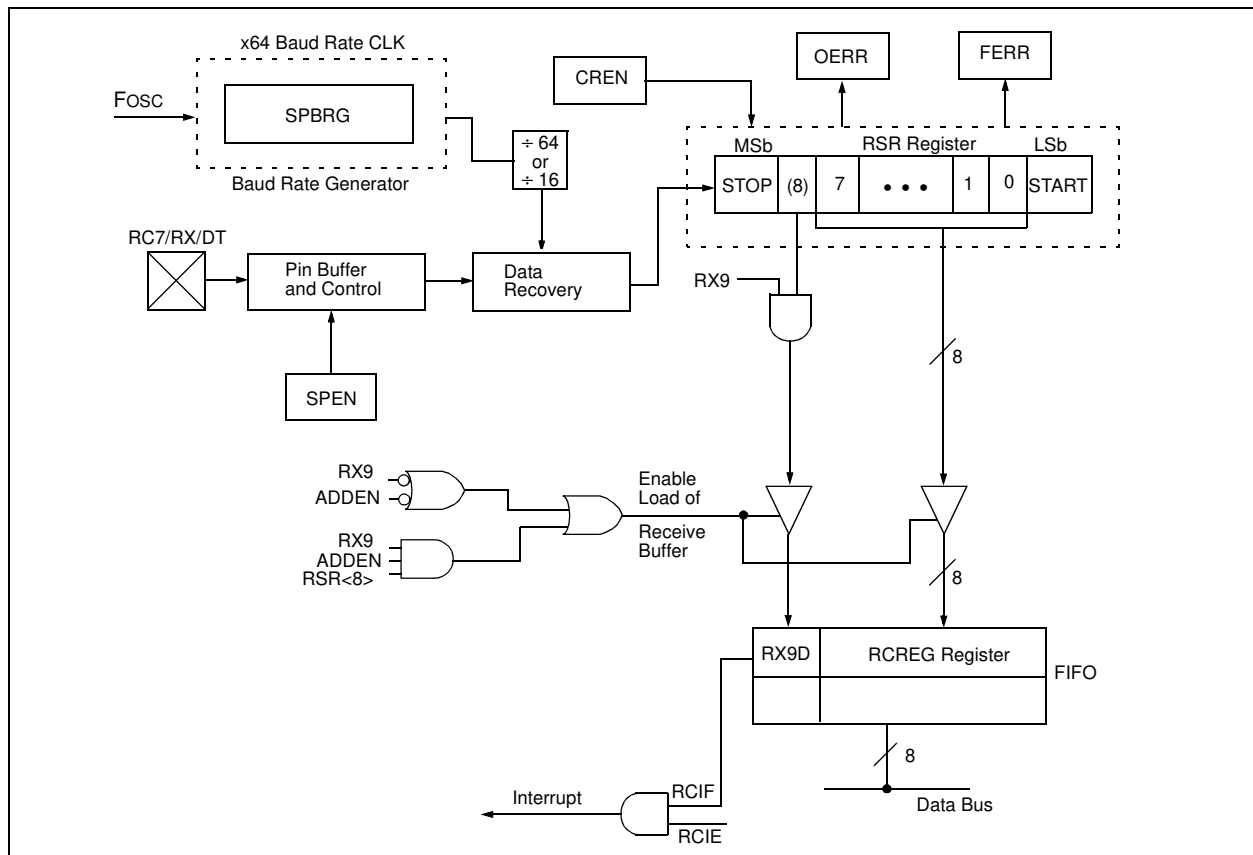 x64 Baud Rate CLK
FOSC
SPBRG
Baud Rate Generator
÷ 64
or
÷ 16
CREN
OERR
FERR
MSb
RSR Register
LSb
STOP
(8)
7
• • •
1
0
START
RC7/RX/DT
Pin Buffer
and Control
Data
Recovery
SPEN
RX9
8
RX9
ADDEN
RX9
ADDEN
RSR<8>
Enable
Load of
Receive
Buffer
8
RX9D
RCREG Register
FIFO
8
Data Bus
Interrupt
RCIF
RCIE